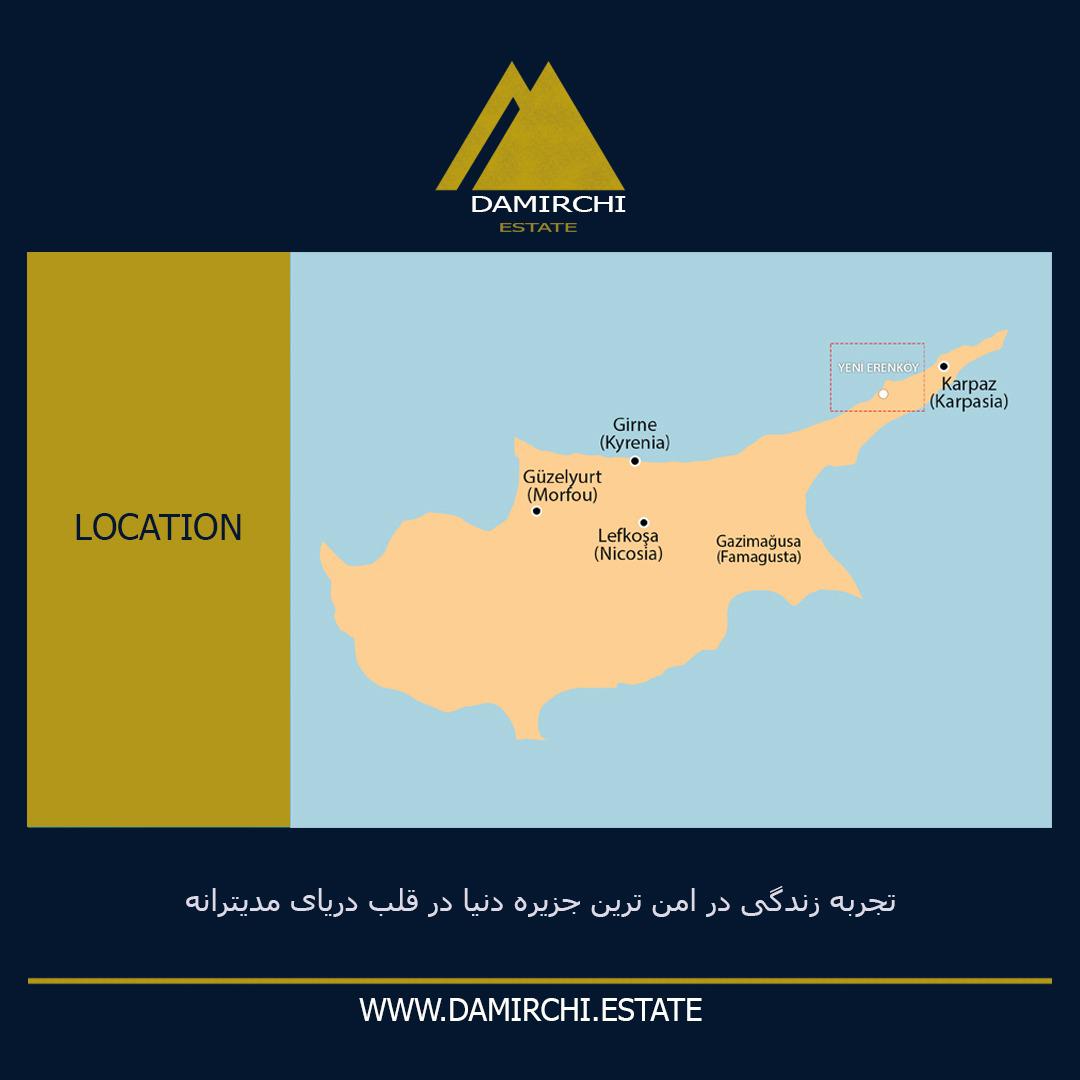 DAMIRCHI
ESTATE
LOCATION
YENİ ERENKÖY
Karpaz
(Karpasia)
Girne
(Kyrenia)
Güzelyurt
(Morfou)
Lefkoşa
(Nicosia)
Gazimağusa
(Famagusta)
تجربه زندگی در امن ترین جزیره دنیا در قلب دریای مدیترانه
WWW.DAMIRCHI.ESTATE